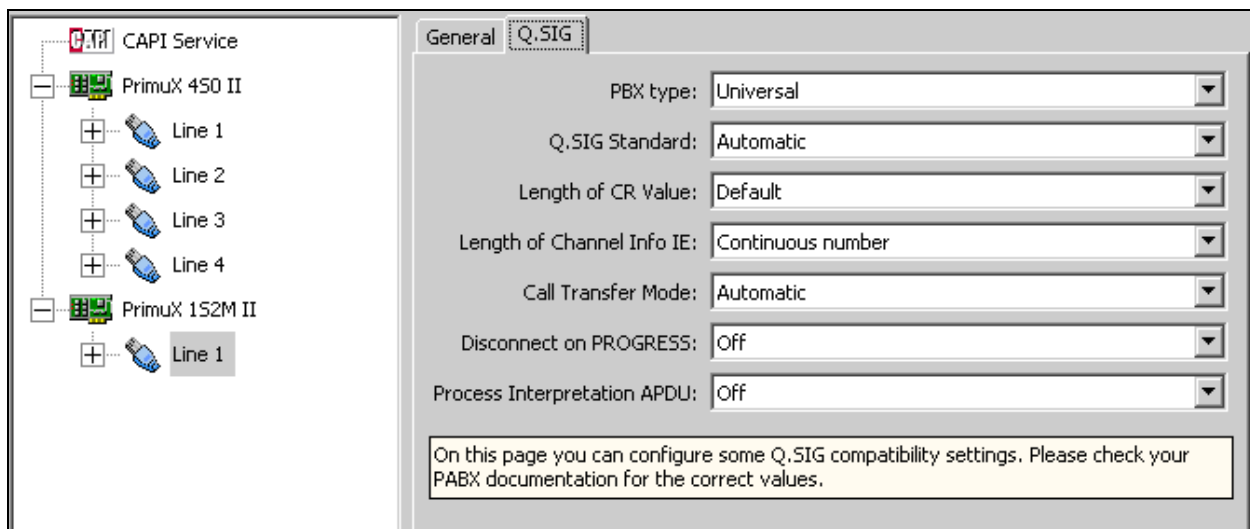 CAPI CAPI Service
PrimuX 4S0 II
Line 1
Line 2
Line 3
Line 4
PrimuX 1S2M II
Line 1
General Q.SIG
PBX type: Universal
Q.SIG Standard: Automatic
Length of CR Value: Default
Length of Channel Info IE: Continuous number
Call Transfer Mode: Automatic
Disconnect on PROGRESS: Off
Process Interpretation APDU: Off
On this page you can configure some Q.SIG compatibility settings. Please check your
PABX documentation for the correct values.